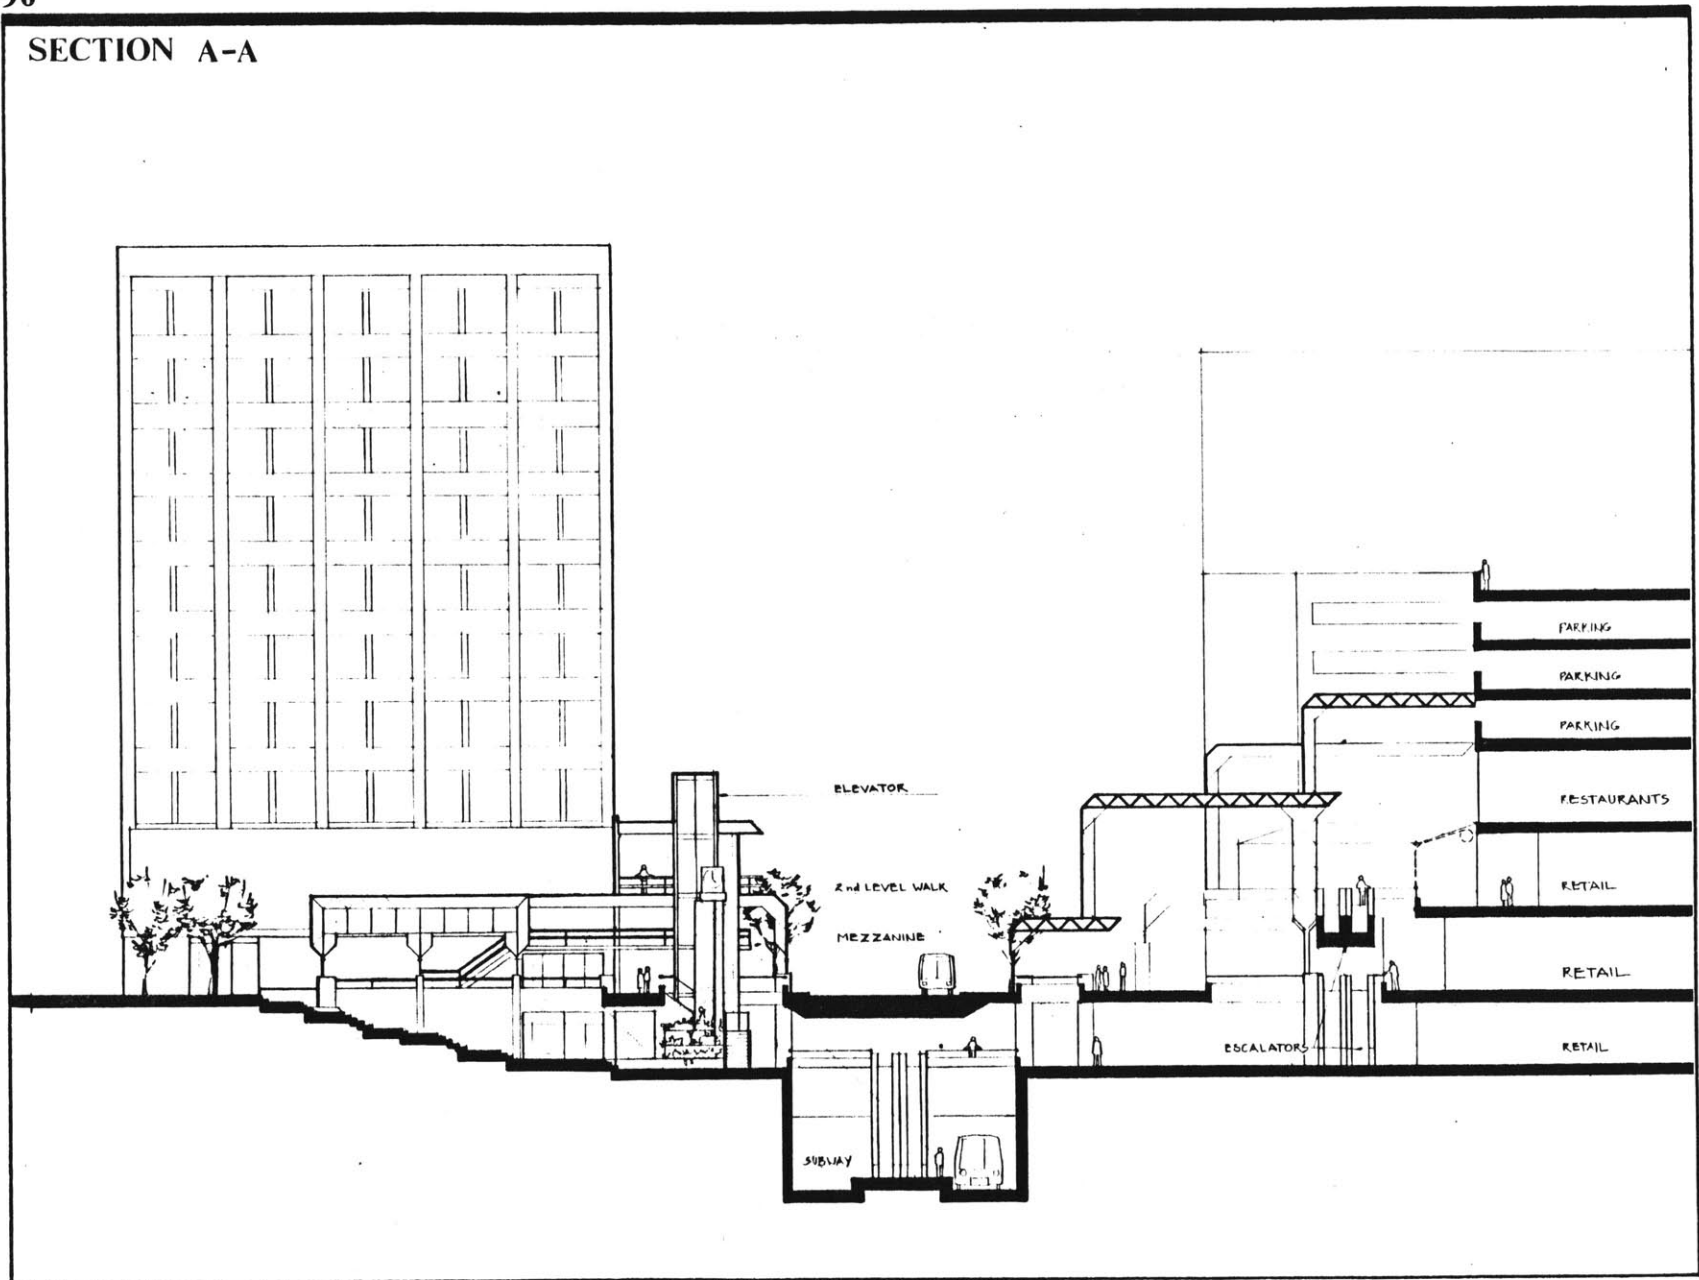 SECTION A-A
PARKING
PARKING
PARKING
ELEVATOR
RESTAURANTS
2nd LEVEL WALK
RETAIL
MEZZANINE
RETAIL
ESCALATORS
RETAIL
SUBWAY